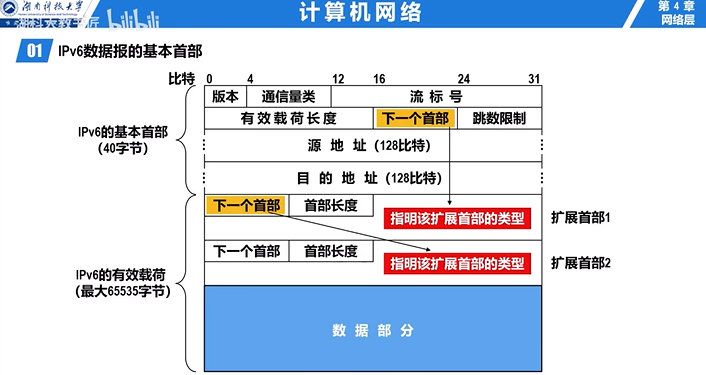 湖南科技大学
湖科大教书匠 bilibili
计算机网络
第 4 章
网络层
01 IPv6数据报的基本首部
比特 0 4 12 16 24 31
版本 通信量类 流标号
有效载荷长度 下一个首部 跳数限制
IPv6的基本首部
(40字节)
源地址（128比特）
目的地址（128比特）
下一个首部 首部长度
指明该扩展首部的类型 扩展首部1
下一个首部 首部长度
指明该扩展首部的类型 扩展首部2
IPv6的有效载荷
(最大65535字节)
数据部分